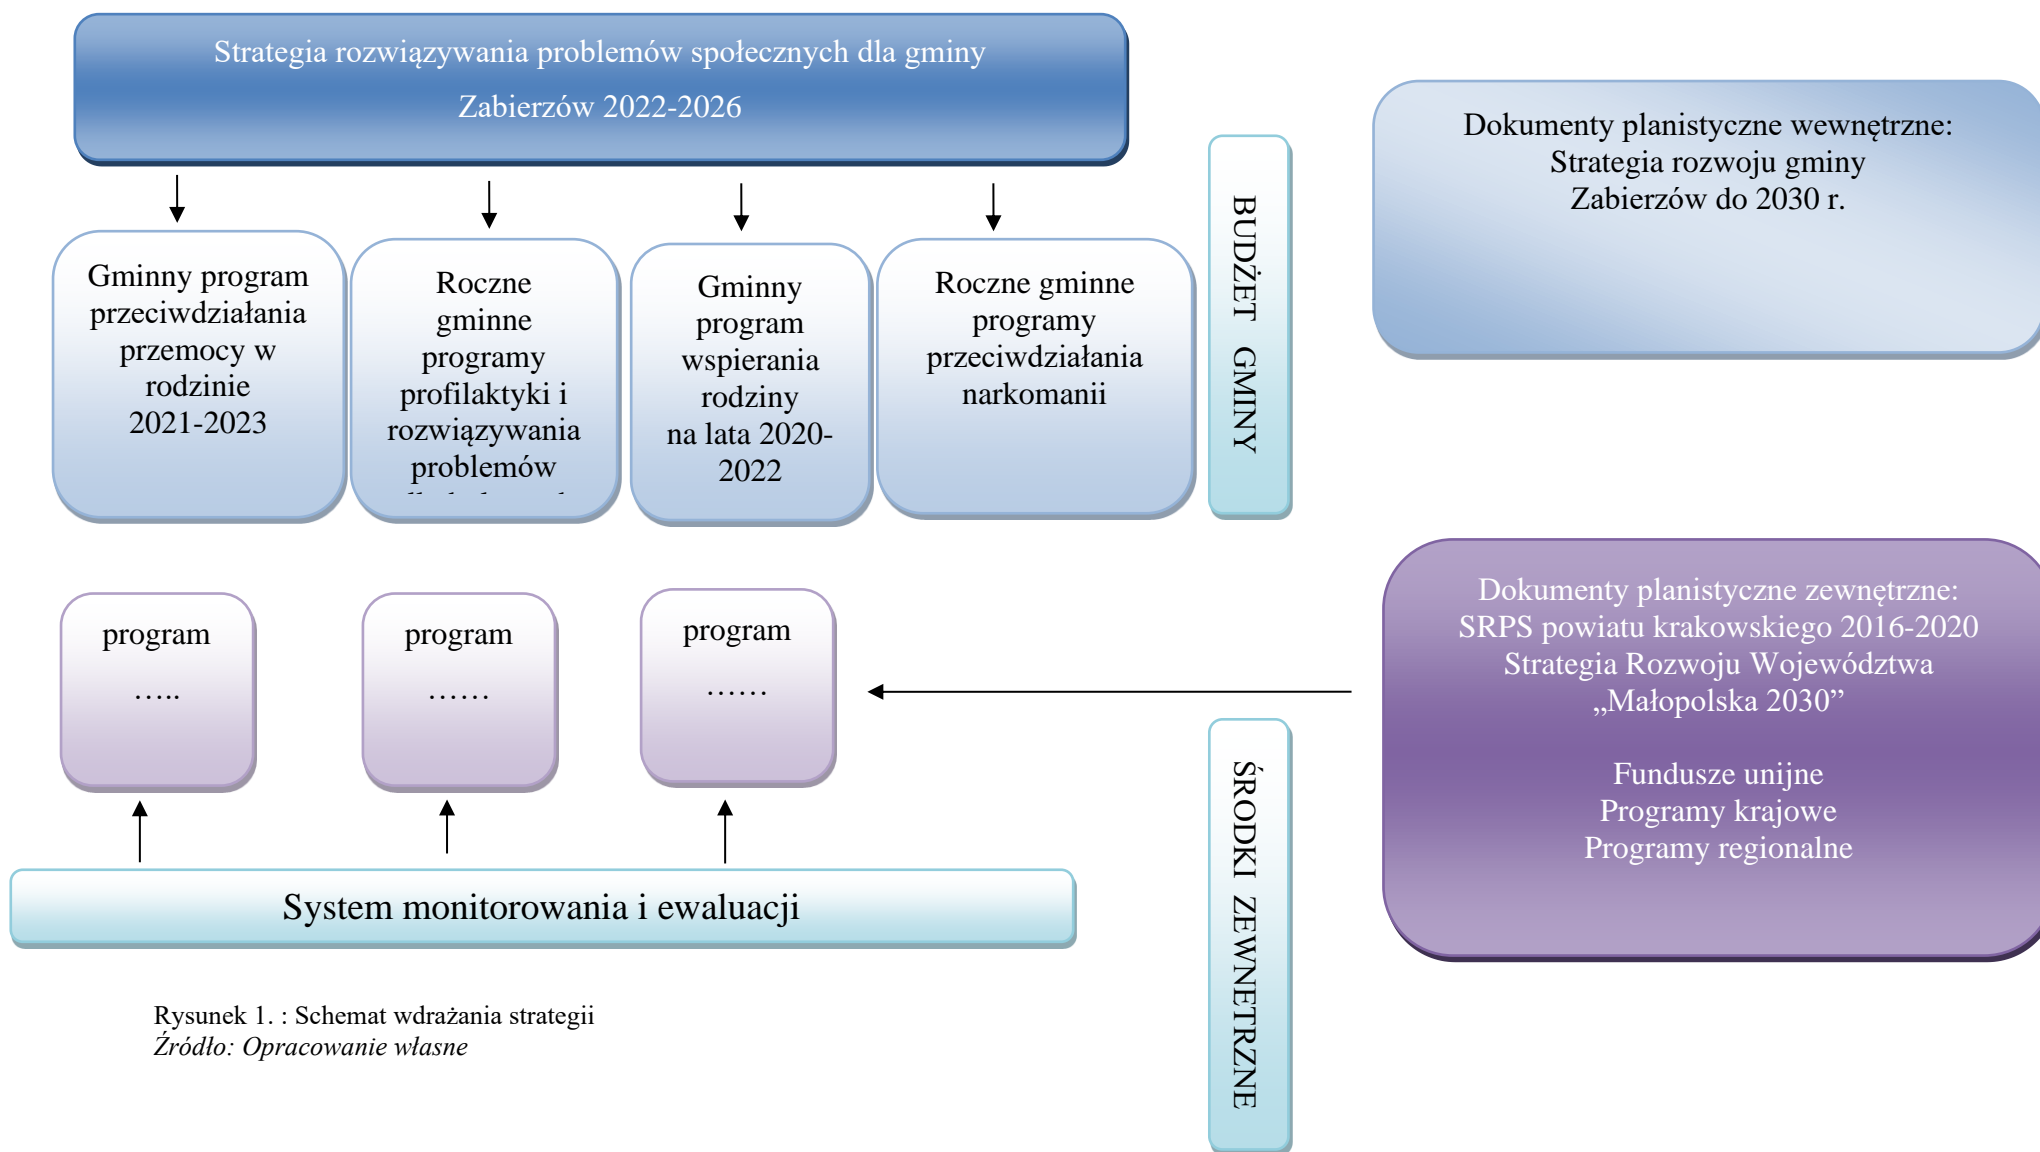 Strategia rozwiązywania problemów społecznych dla gminy
Zabierzów 2022-2026
Gminny program
przeciwdziałania
przemocy w
rodzinie
2021-2023
Roczne
gminne
programy
profilaktyki i
rozwiązywania
problemów
Gminny
program
wspierania
rodziny
na lata 2020-
2022
Roczne gminne
programy
przeciwdziałania
narkomanii
BUDŻET GMINY
Dokumenty planistyczne wewnętrzne:
Strategia rozwoju gminy
Zabierzów do 2030 r.
program
…..
program
……
program
……
Dokumenty planistyczne zewnętrzne:
SRPS powiatu krakowskiego 2016-2020
Strategia Rozwoju Województwa
„Małopolska 2030”
Fundusze unijne
Programy krajowe
Programy regionalne
ŚRODKI ZEWNETRZNE
System monitorowania i ewaluacji
Rysunek 1. : Schemat wdrażania strategii
Źródło: Opracowanie własne